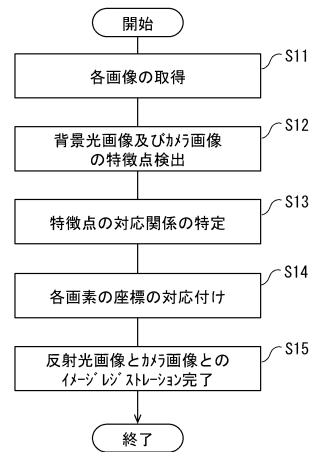 開始
S11
各画像の取得
S12
背景光画像及びｶﾒﾗ画像
の特徴点検出
S13
特徴点の対応関係の特定
S14
各画素の座標の対応付け
S15
反射光画像とｶﾒﾗ画像との
ｲﾒｰｼﾞﾚｼﾞｽﾄﾚｰｼｮﾝ完了
終了